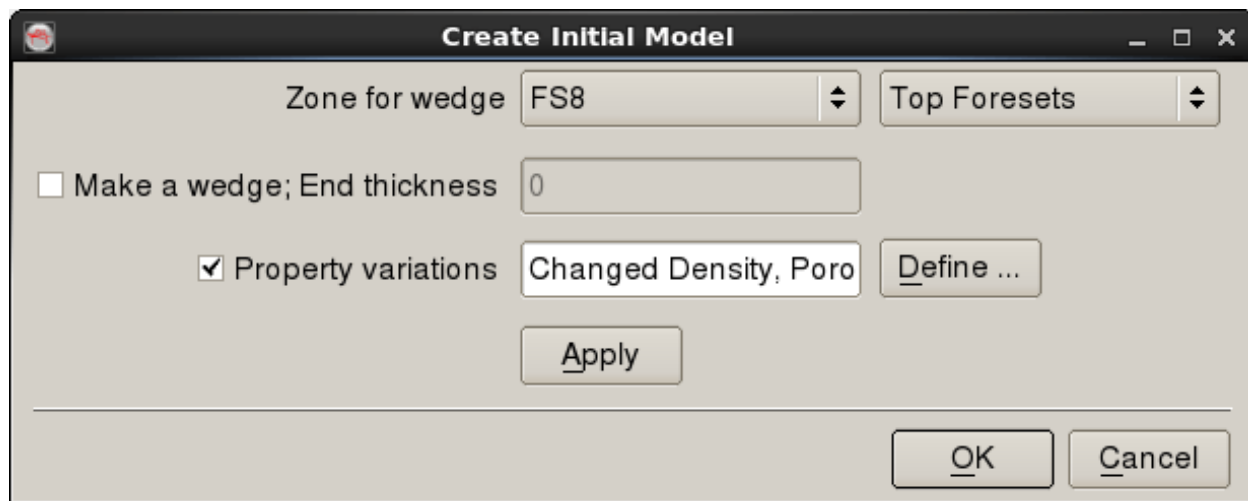 Create Initial Model
Zone for wedge FS8 Top Foresets
Make a wedge; End thickness 0
Property variations Changed Density, Poro Define ...
Apply
OK Cancel